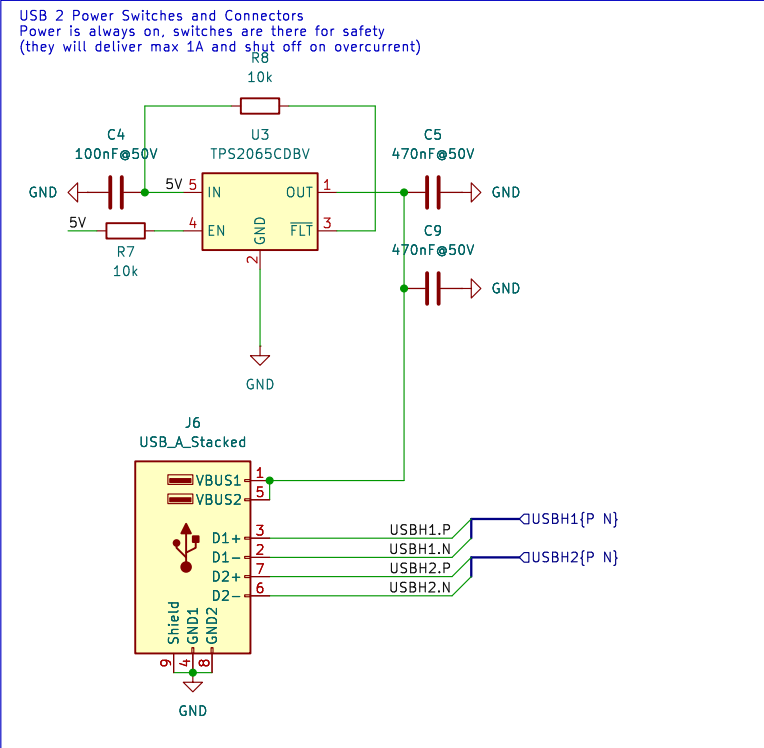 USB 2 Power Switches and Connectors
Power is always on, switches are there for safety
(they will deliver max 1A and shut off on overcurrent)
R8
10k
C4
100nF@50V
U3
TPS2065CDBV
C5
470nF@50V
GND
5V
5
IN
OUT
1
GND
5V
4
EN
GND
FLT
3
R7
10k
2
C9
470nF@50V
GND
GND
J6
USB_A_Stacked
VBUS1
1
VBUS2
5
D1+
3
USBH1.P
USBH1{P N}
D1-
2
USBH1.N
D2+
7
USBH2.P
USBH2{P N}
D2-
6
USBH2.N
Shield
GND1
GND2
9
4
8
GND